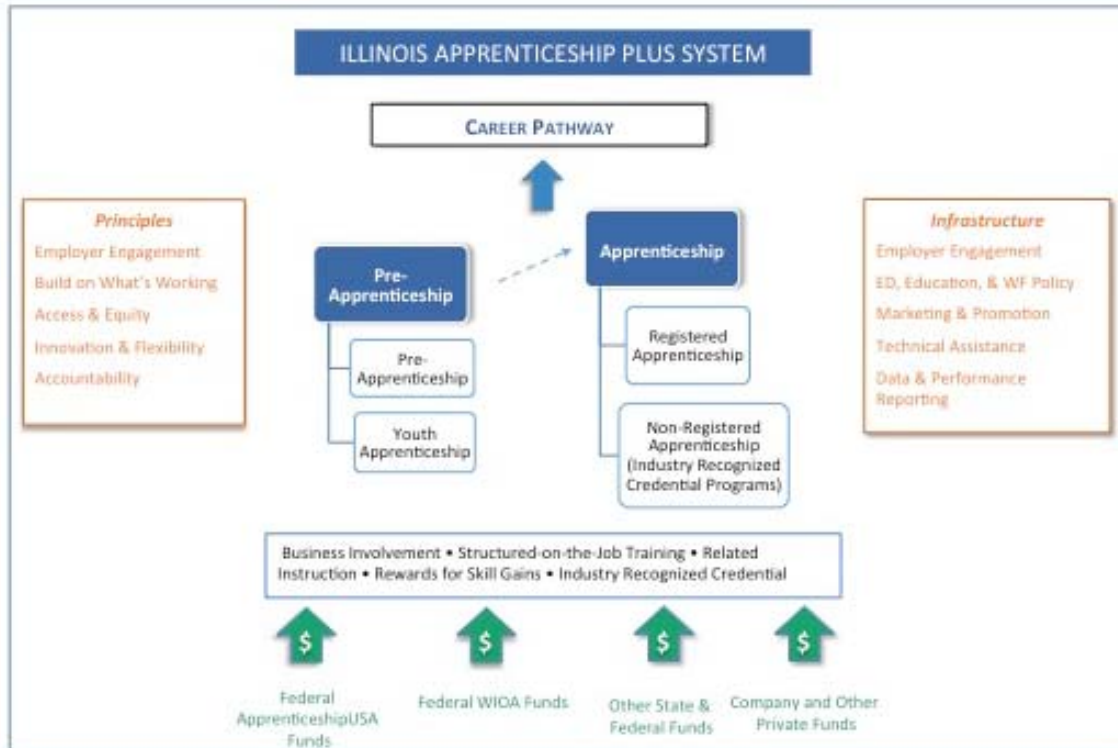 ILLINOIS APPRENTICESHIP PLUS SYSTEM
CAREER PATHWAY
Principles
Employer Engagement
Build on What's Working
Access & Equity
Innovation & Flexibility
Accountability
Pre-
Apprenticeship
Pre-
Apprenticeship
Youth
Apprenticeship
Apprenticeship
Registered
Apprenticeship
Non-Registered
Apprenticeship
(Industry Recognized
Credential Programs)
Infrastructure
Employer Engagement
ED, Education, & WF Policy
Marketing & Promotion
Technical Assistance
Data & Performance
Reporting
Business Involvement • Structured-on-the-Job Training • Related
Instruction • Rewards for Skill Gains • Industry Recognized Credential
$
$
$
$
Federal
ApprenticeshipUSA
Funds
Federal WIOA Funds
Other State &
Federal Funds
Company and Other
Private Funds